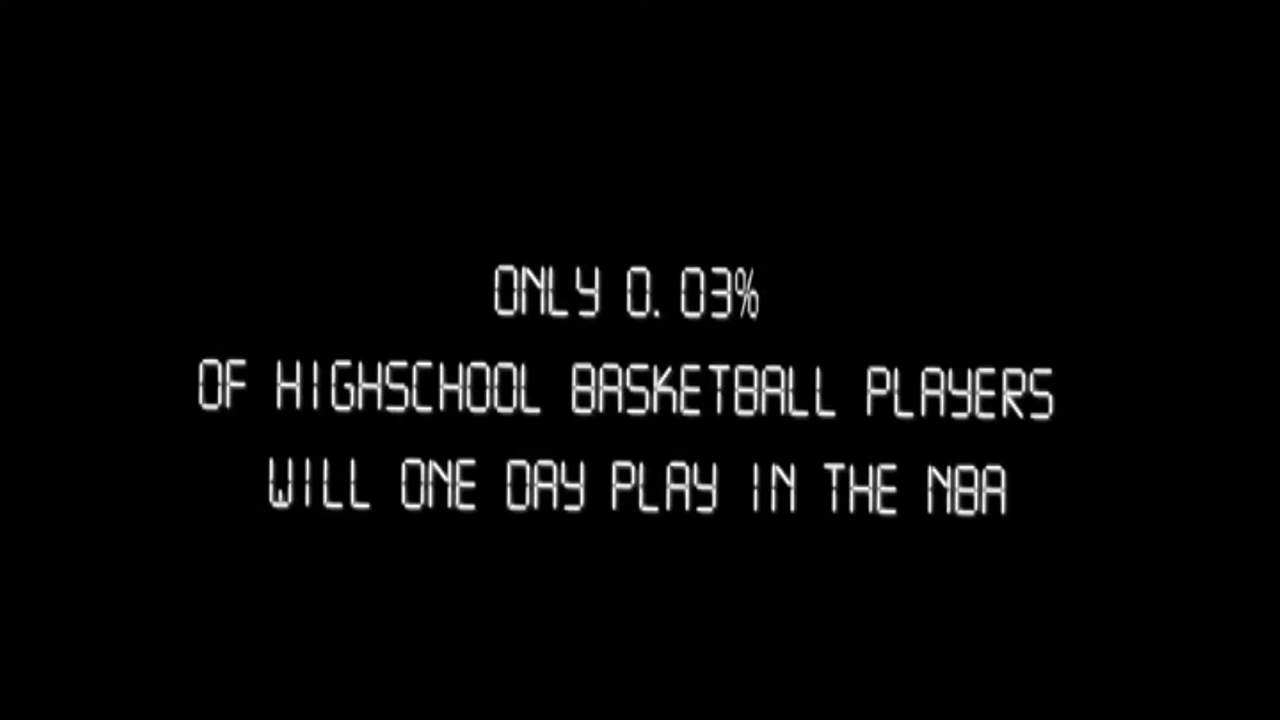 ONLY 0.03%
OF HIGHSCHOOL BASKETBALL PLAYERS
WILL ONE DAY PLAY IN THE NBA